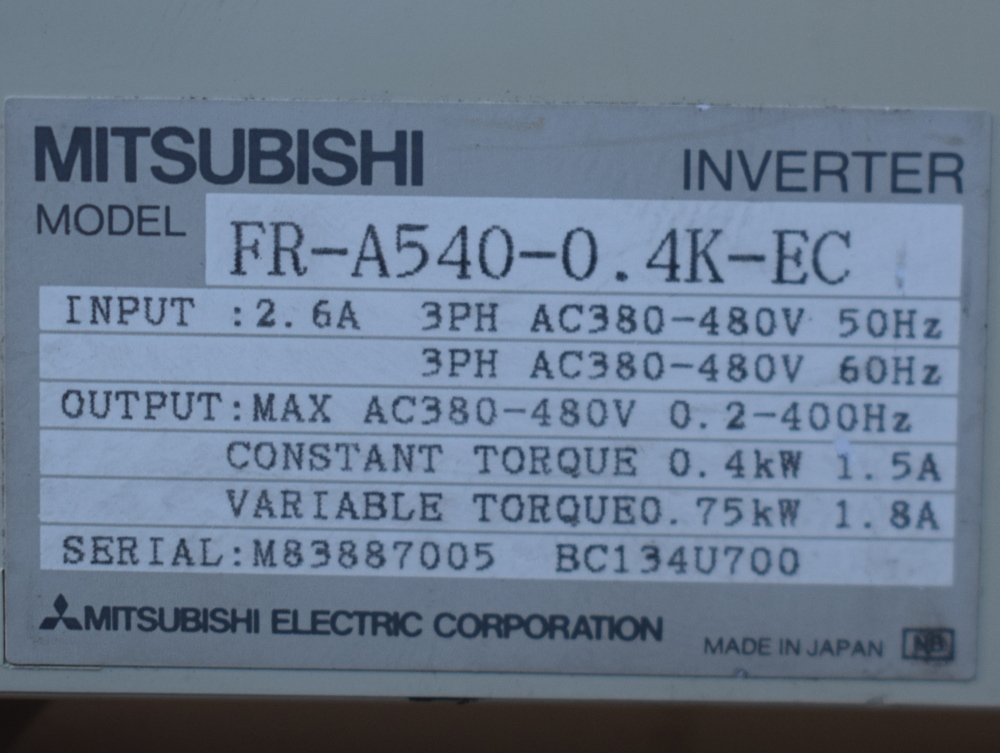 MITSUBISHI INVERTER
MODEL FR-A540-0.4K-EC
INPUT :2.6A 3PH AC380-480V 50Hz
3PH AC380-480V 60Hz
OUTPUT:MAX AC380-480V 0.2-400Hz
CONSTANT TORQUE 0.4kW 1.5A
VARIABLE TORQUE0.75kW 1.8A
SERIAL:M83887005 BC134U700
MITSUBISHI ELECTRIC CORPORATION
MADE IN JAPAN